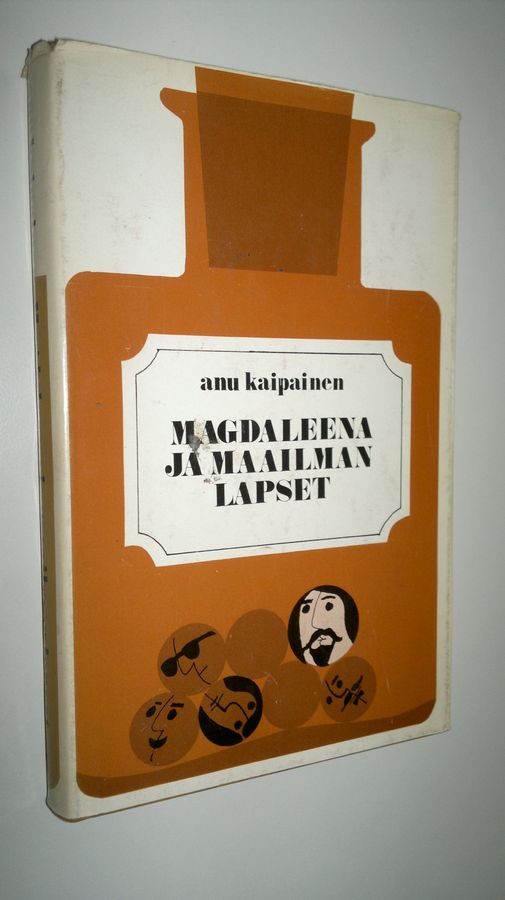 anu kaipainen
MAGDALEENA
JA MAAILMAN
LAPSET